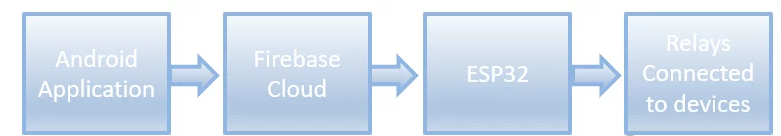 Android
Application
Firebase
Cloud
ESP32
Relays
Connected
to devices